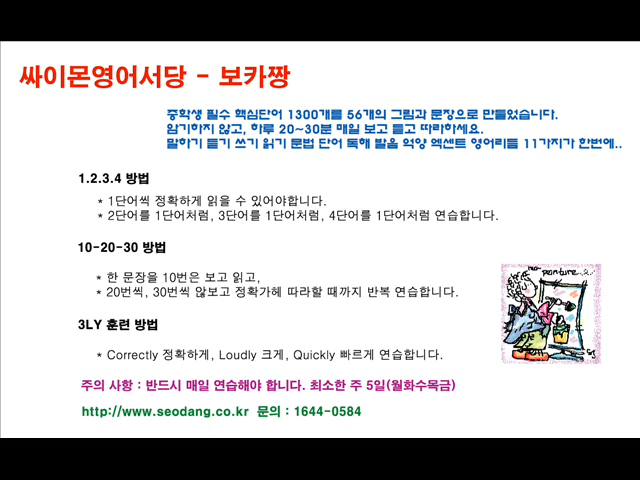 싸이몬영어서당 - 보카짱
중학생 필수 핵심단어 1300개를 56개의 그림과 문장으로 만들었습니다.
암기하지 않고, 하루 20~30분 매일 보고 듣고 따라하세요.
말하기 듣기 쓰기 읽기 문법 단어 독해 발음 억양 엑센트 영어리듬 11가지가 한번에..
1.2.3.4 방법
* 1단어씩 정확하게 읽을 수 있어야합니다.
* 2단어를 1단어처럼, 3단어를 1단어처럼, 4단어를 1단어처럼 연습합니다.
10-20-30 방법
* 한 문장을 10번은 보고 읽고,
* 20번씩, 30번씩 않보고 정확가헤 따라할 때까지 반복 연습합니다.
3LY 훈련 방법
* Correctly 정확하게, Loudly 크게, Quickly 빠르게 연습합니다.
주의 사항 : 반드시 매일 연습해야 합니다. 최소한 주 5일(월화수목금)
http://www.seodang.co.kr 문의 : 1644-0584